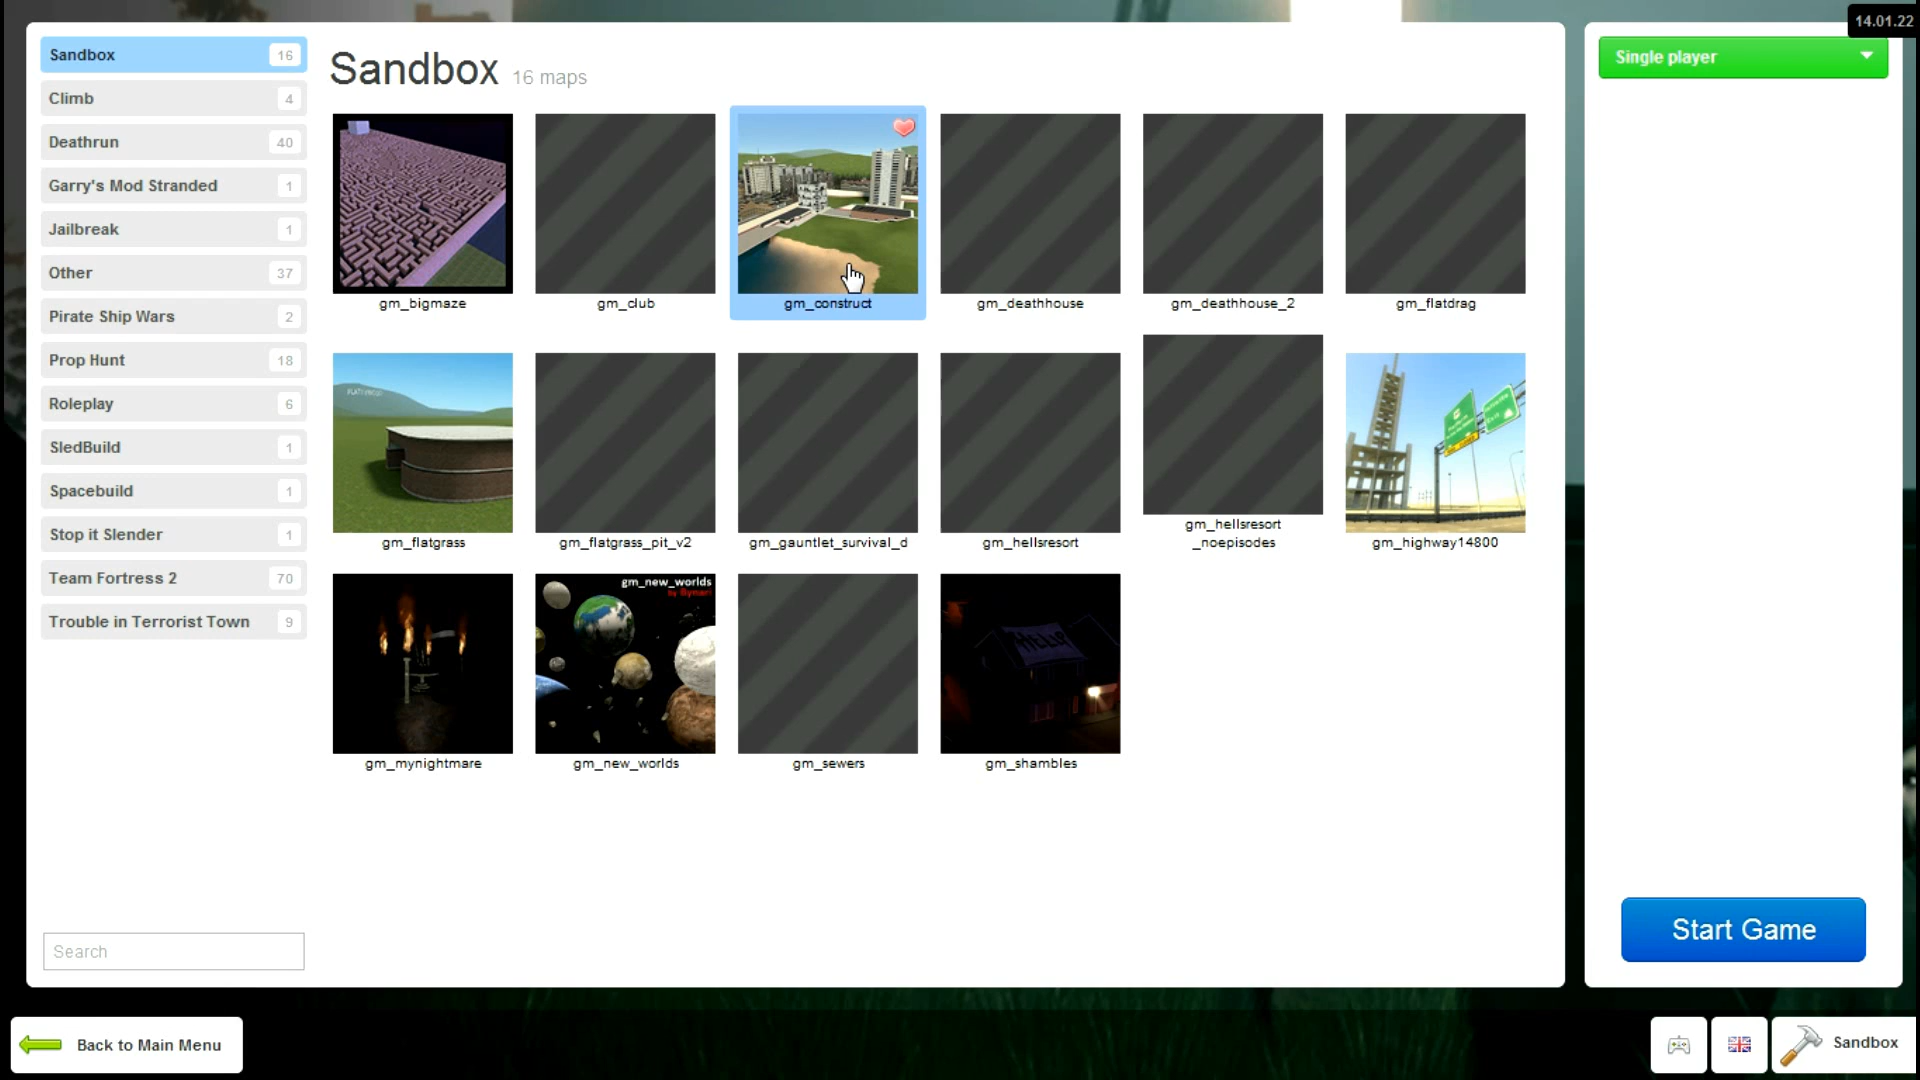 14.01.22
Sandbox 16
Climb 4
Deathrun 40
Garry's Mod Stranded 1
Jailbreak 1
Other 37
Pirate Ship Wars 2
Prop Hunt 18
Roleplay 6
SledBuild 1
Spacebuild 1
Stop it Slender 1
Team Fortress 2 70
Trouble in Terrorist Town 9
Search
Sandbox 16 maps
gm_bigmaze
gm_club
gm_construct
gm_deathhouse
gm_deathhouse_2
gm_flatdrag
gm_flatgrass
gm_flatgrass_pit_v2
gm_gauntlet_survival_d
gm_hellsresort
gm_hellsresort
_noepisodes
gm_highway14800
HELP
gm_new_worlds
gm_mynightmare
gm_new_worlds
gm_sewers
gm_shambles
Single player
Start Game
Back to Main Menu
Sandbox